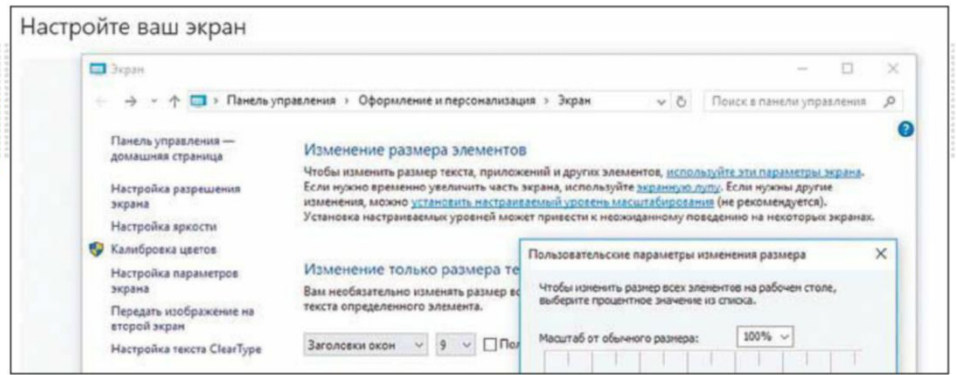 Настройте ваш экран
Экран
Панель управления › Оформление и персонализация › Экран
Поиск в панели управления
Панель управления —
домашняя страница
Настройка разрешения
экрана
Настройка яркости
Калибровка цветов
Настройка параметров
экрана
Передать изображение на
второй экран
Настройка текста ClearType
Изменение размера элементов
Чтобы изменить размер текста, приложений и других элементов, используйте эти параметры экрана.
Если нужно временно увеличить часть экрана, используйте экранную лупу. Если нужны другие
изменения, можно установить настраиваемый уровень масштабирования (не рекомендуется).
Установка настраиваемых уровней может привести к неожиданному поведению на некоторых экранах.
Изменение только размера те
Вам необязательно изменять размер вс
текста определенного элемента.
Заголовки окон 9 Пол
Пользовательские параметры изменения размера
Чтобы изменить размер всех элементов на рабочем столе,
выберите процентное значение из списка.
Масштаб от обычного размера: 100%